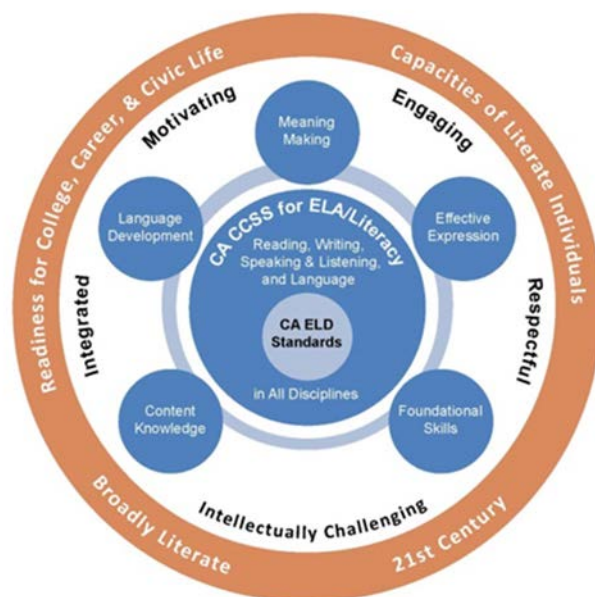 Readiness for College, Career, & Civic Life
Capacities of Literate Individuals
Motivating
Engaging
Meaning
Making
Language
Development
Effective
Expression
CA CCSS for ELA/Literacy
Reading, Writing,
Speaking & Listening,
and Language
CA ELD
Standards
in All Disciplines
Integrated
Respectful
Content
Knowledge
Foundational
Skills
Intellectually Challenging
Broadly Literate
21st Century